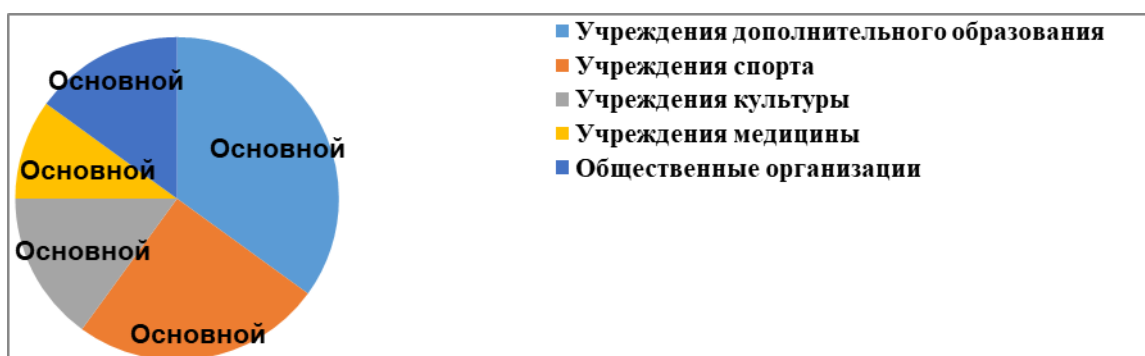 Учреждения дополнительного образования
Учреждения спорта
Учреждения культуры
Учреждения медицины
Общественные организации
Основной
Основной
Основной
Основной
Основной